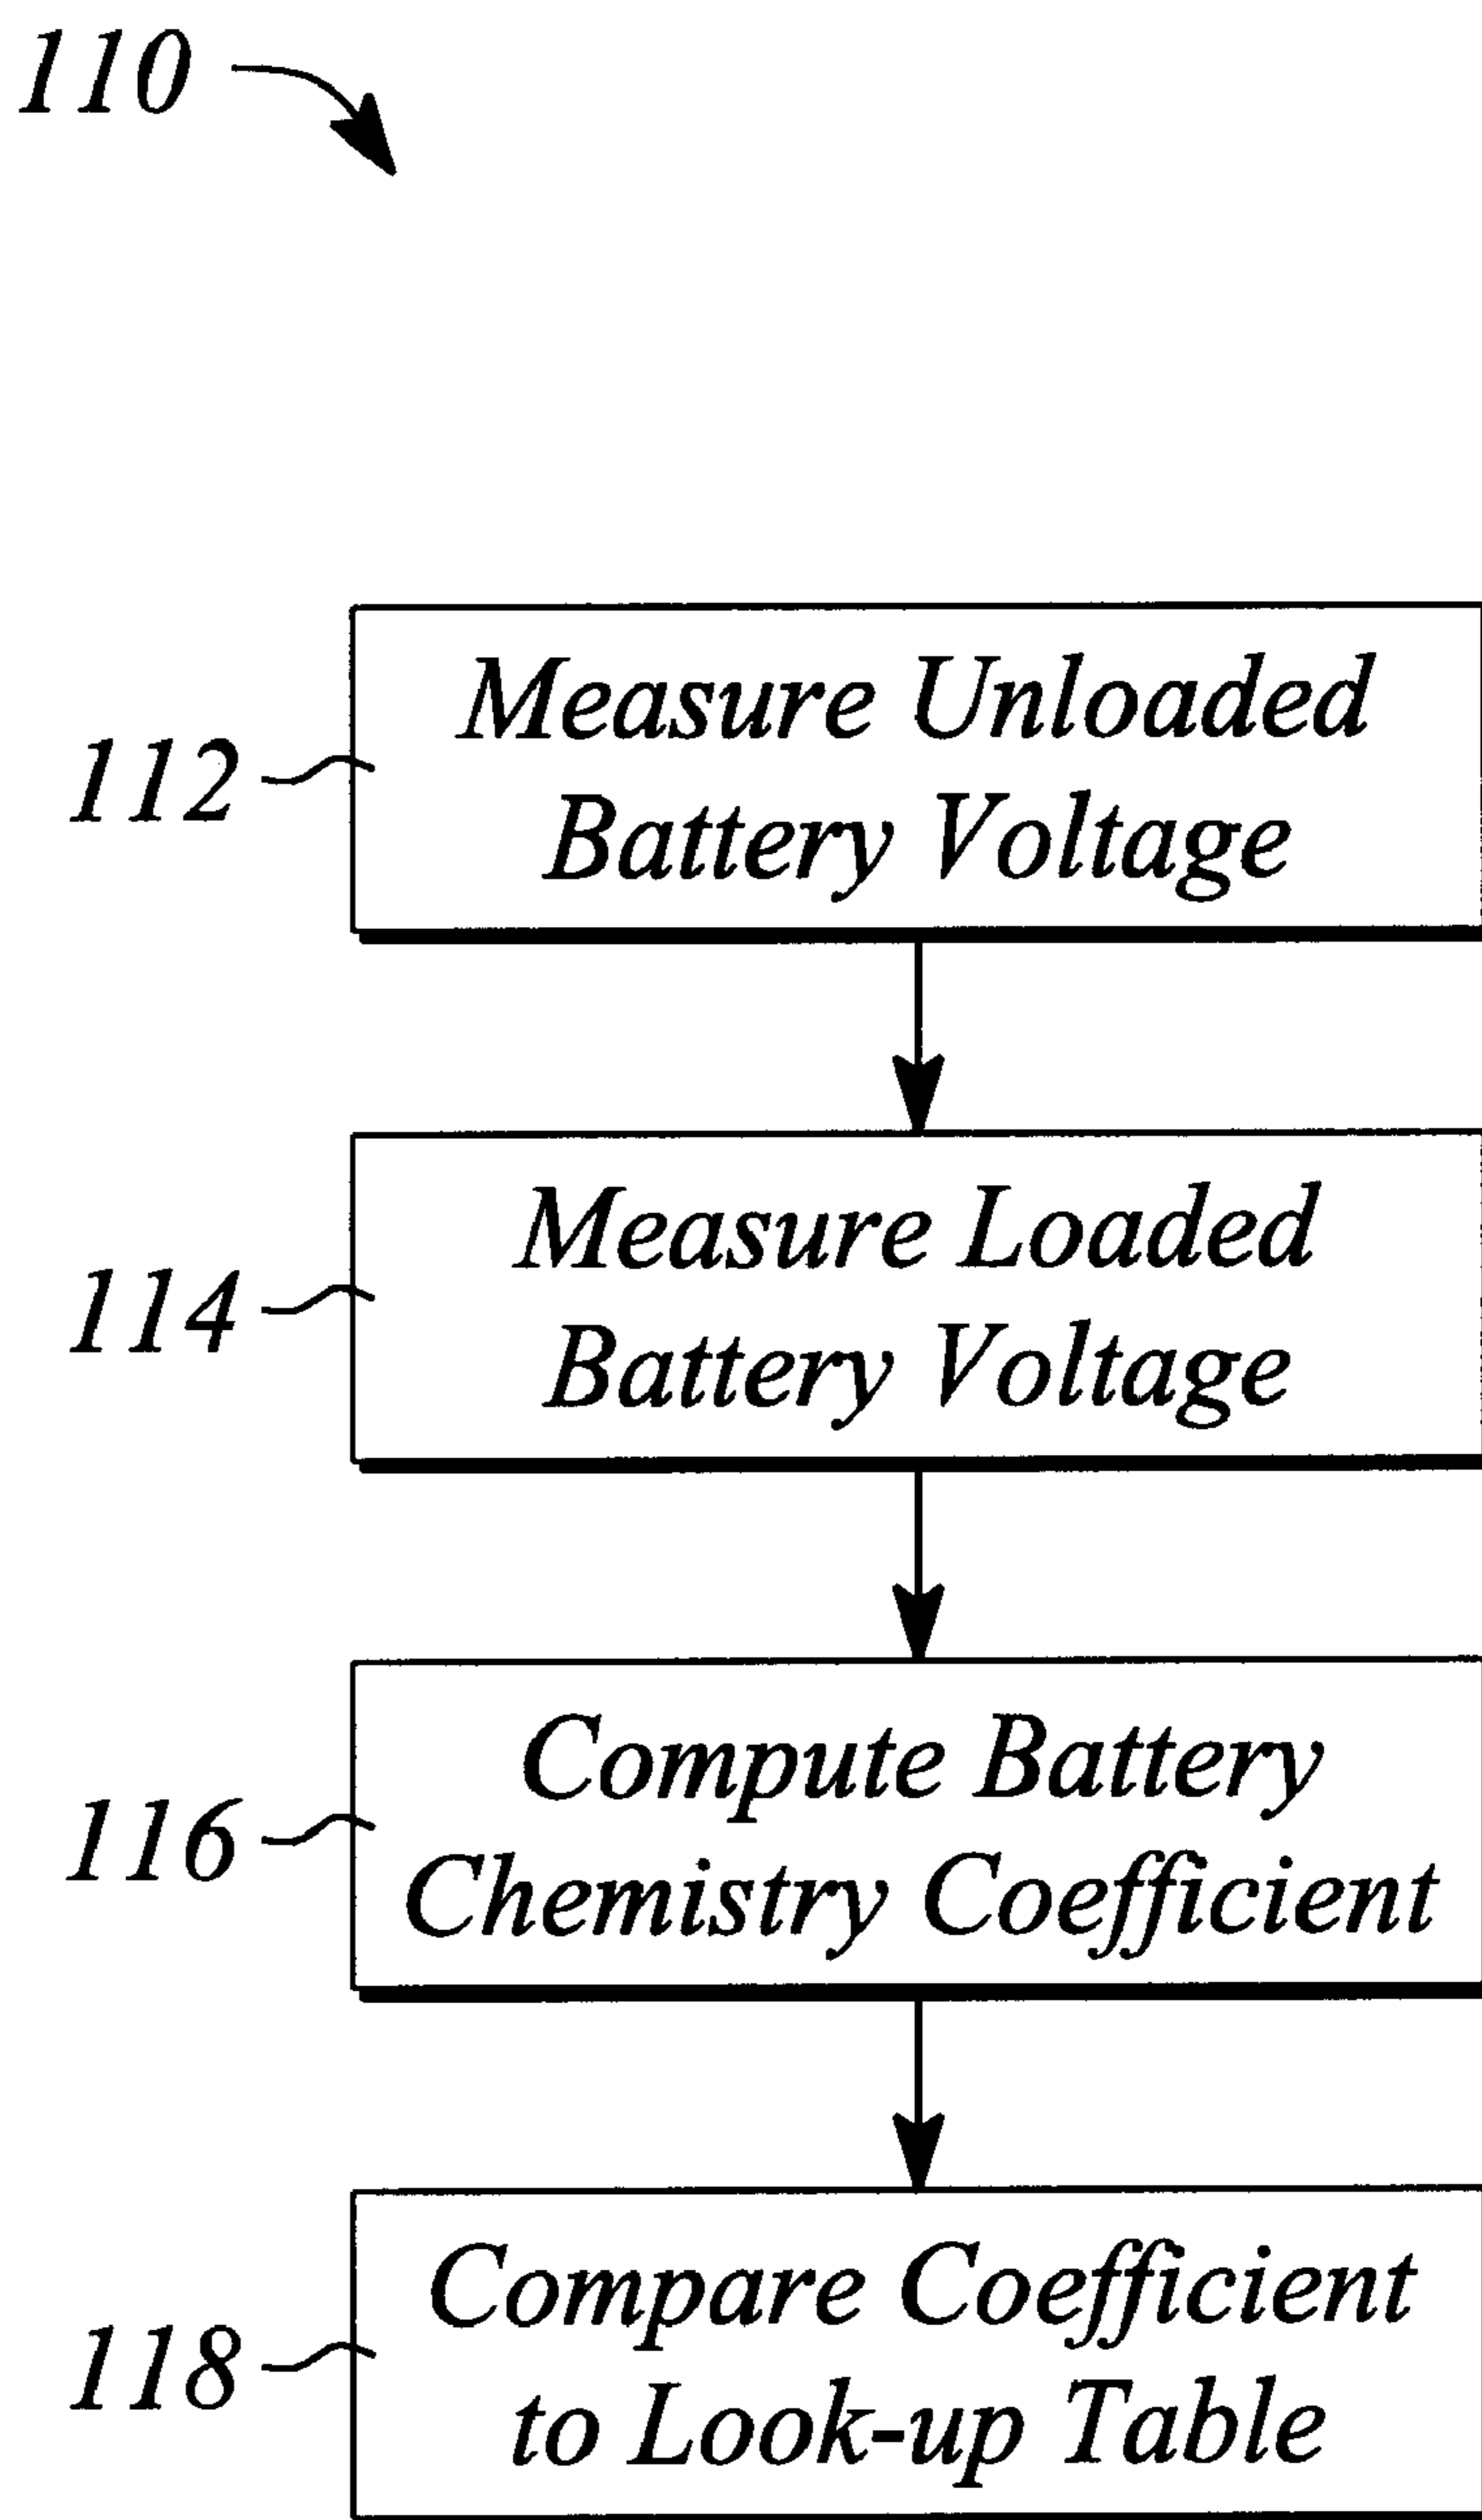 110
Measure Unloaded
Battery Voltage
112
Measure Loaded
Battery Voltage
114
Compute Battery
Chemistry Coefficient
116
Compare Coefficient
to Look-up Table
118